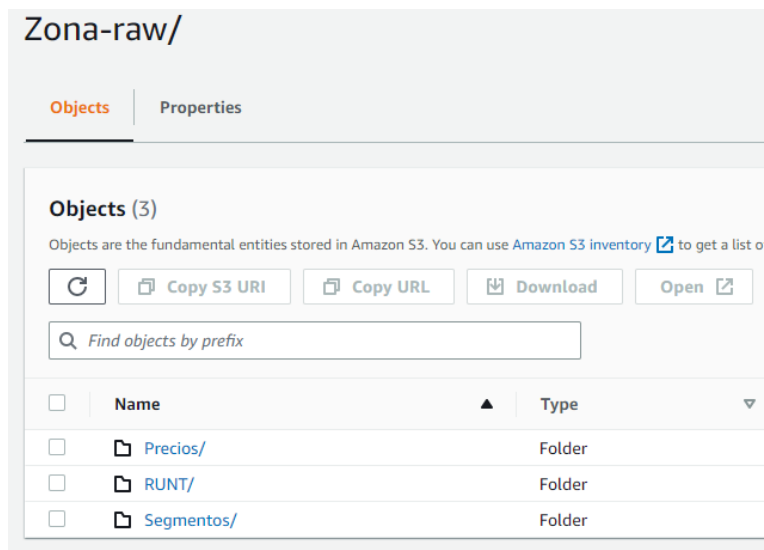 Zona-raw/
Objects Properties
Objects (3)
Objects are the fundamental entities stored in Amazon S3. You can use Amazon S3 inventory to get a list
Copy S3 URI Copy URL Download Open
Find objects by prefix
Name Type
Precios/ Folder
RUNT/ Folder
Segmentos/ Folder